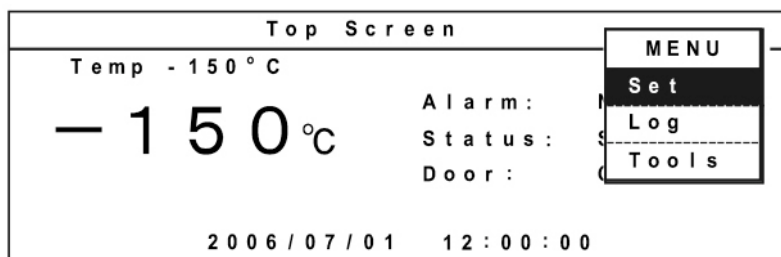 Top Screen
MENU
Temp -150°C
Set
-150°C
Alarm:
Log
Status:
Tools
Door:
2006/07/01 12:00:00